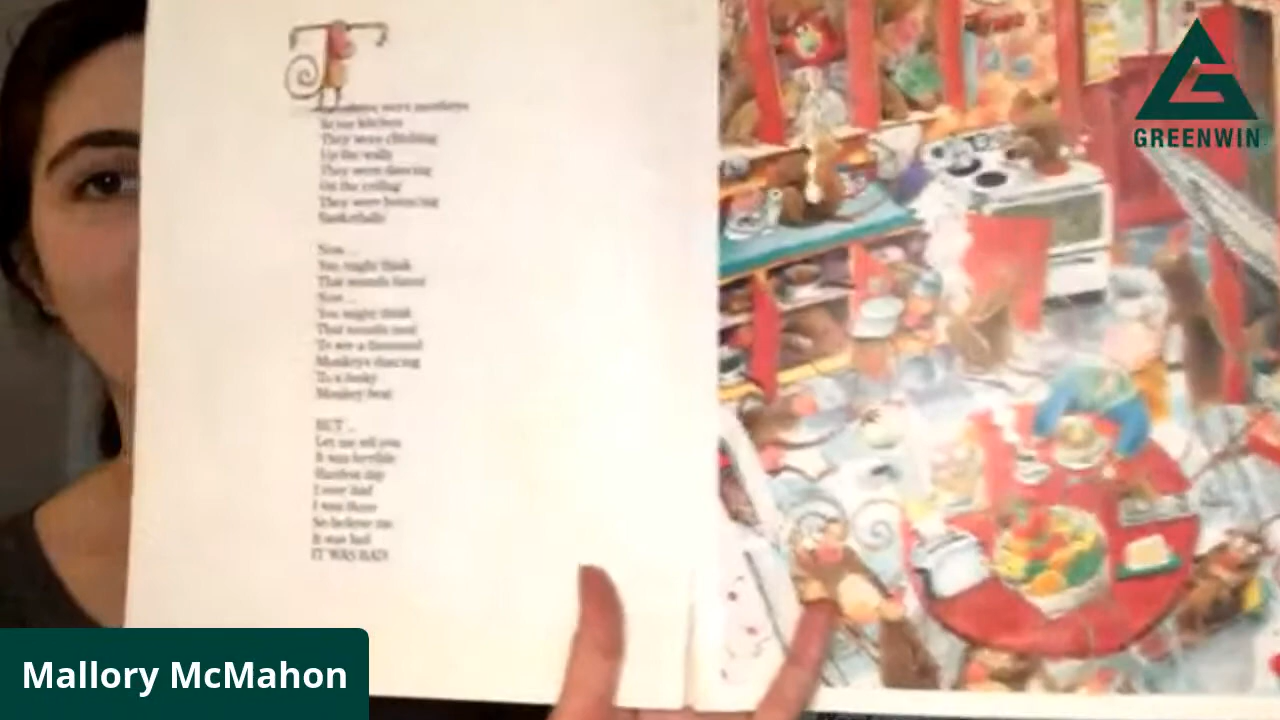 There were monkeys
In my kitchen
They were climbing
Up the walls
They were dancing
On the ceiling
They were bouncing
Basketballs
Now ...
You might think
That sounds
Now ...
You might think
That sounds neat
To see a thousand
Monkeys dancing
To a funky
Monkey beat
BUT ...
Let me tell you
It was terrible
day
I ever had
I was there
So believe me
It was bad
IT WAS BAD
GREENWIN
Mallory McMahon